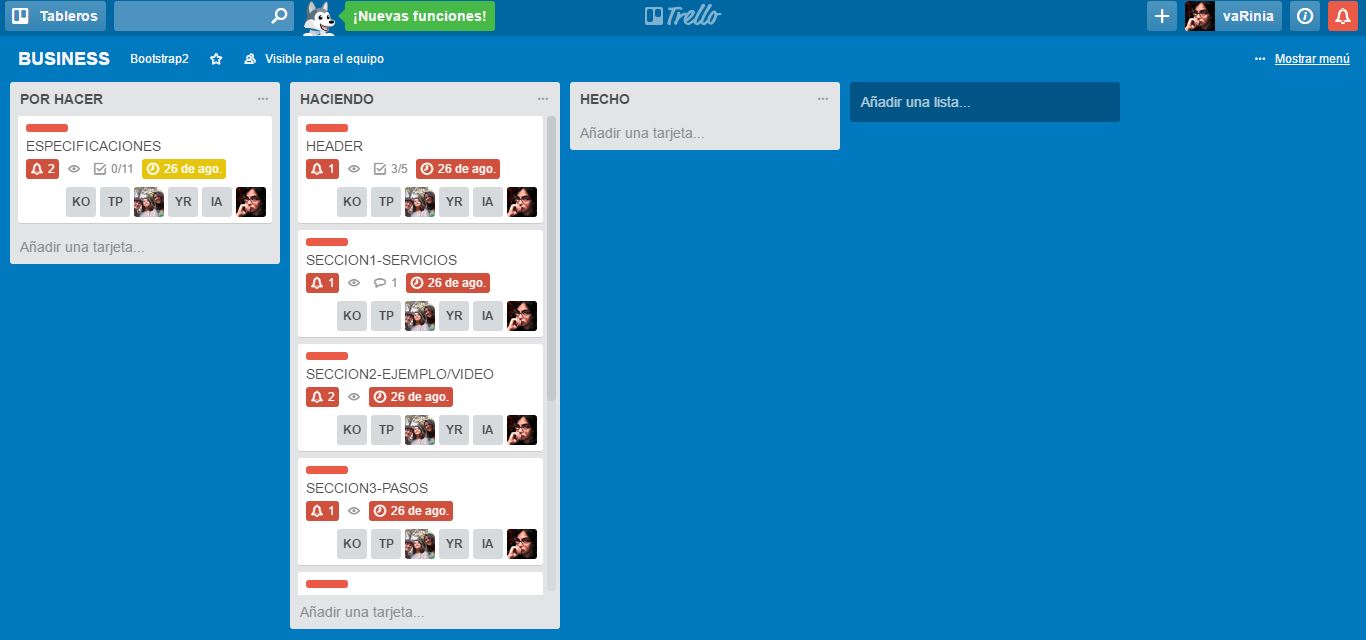 Tableros
¡Nuevas funciones!
Trello
vaRinia
BUSINESS
Bootstrap2
Visible para el equipo
Mostrar menú
POR HACER
ESPECIFICACIONES
2
0/11
26 de ago.
KO
TP
YR
IA
Añadir una tarjeta...
HACIENDO
HEADER
1
3/5
26 de ago.
KO
TP
YR
IA
SECCION1-SERVICIOS
1
1
26 de ago.
KO
TP
YR
IA
SECCION2-EJEMPLO/VIDEO
2
26 de ago.
KO
TP
YR
IA
SECCION3-PASOS
1
26 de ago.
KO
TP
YR
IA
Añadir una tarjeta...
HECHO
Añadir una tarjeta...
Añadir una lista...